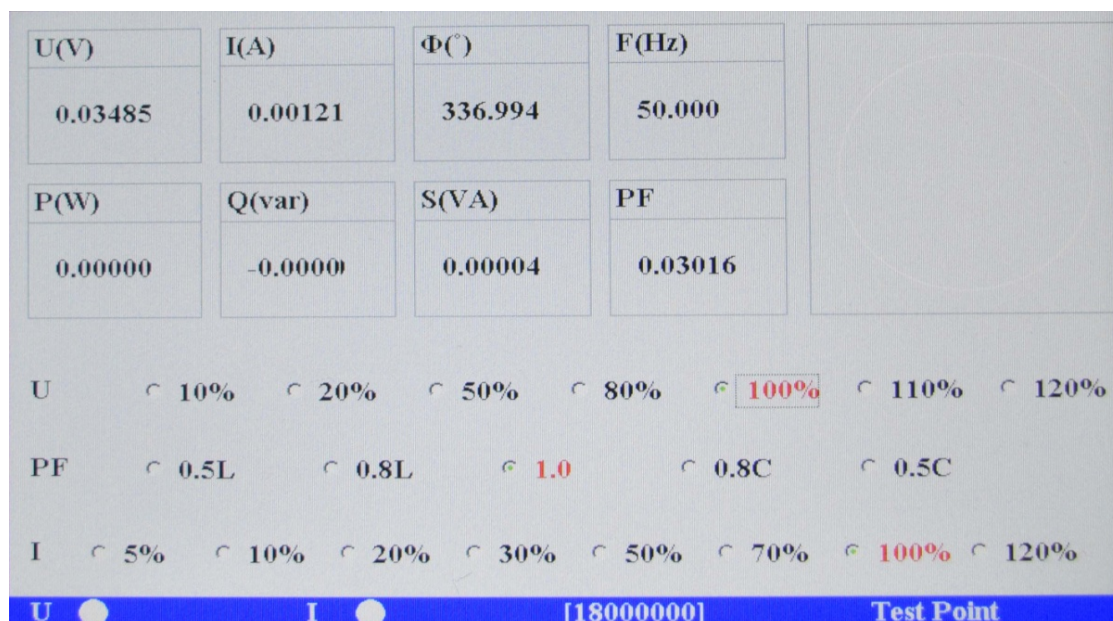 U(V) I(A) Φ(°) F(Hz)
0.03485 0.00121 336.994 50.000
P(W) Q(var) S(VA) PF
0.00000 -0.0000 0.00004 0.03016
U 10% 20% 50% 80% 100% 110% 120%
PF 0.5L 0.8L 1.0 0.8C 0.5C
I 5% 10% 20% 30% 50% 70% 100% 120%
U I [18000000] Test Point